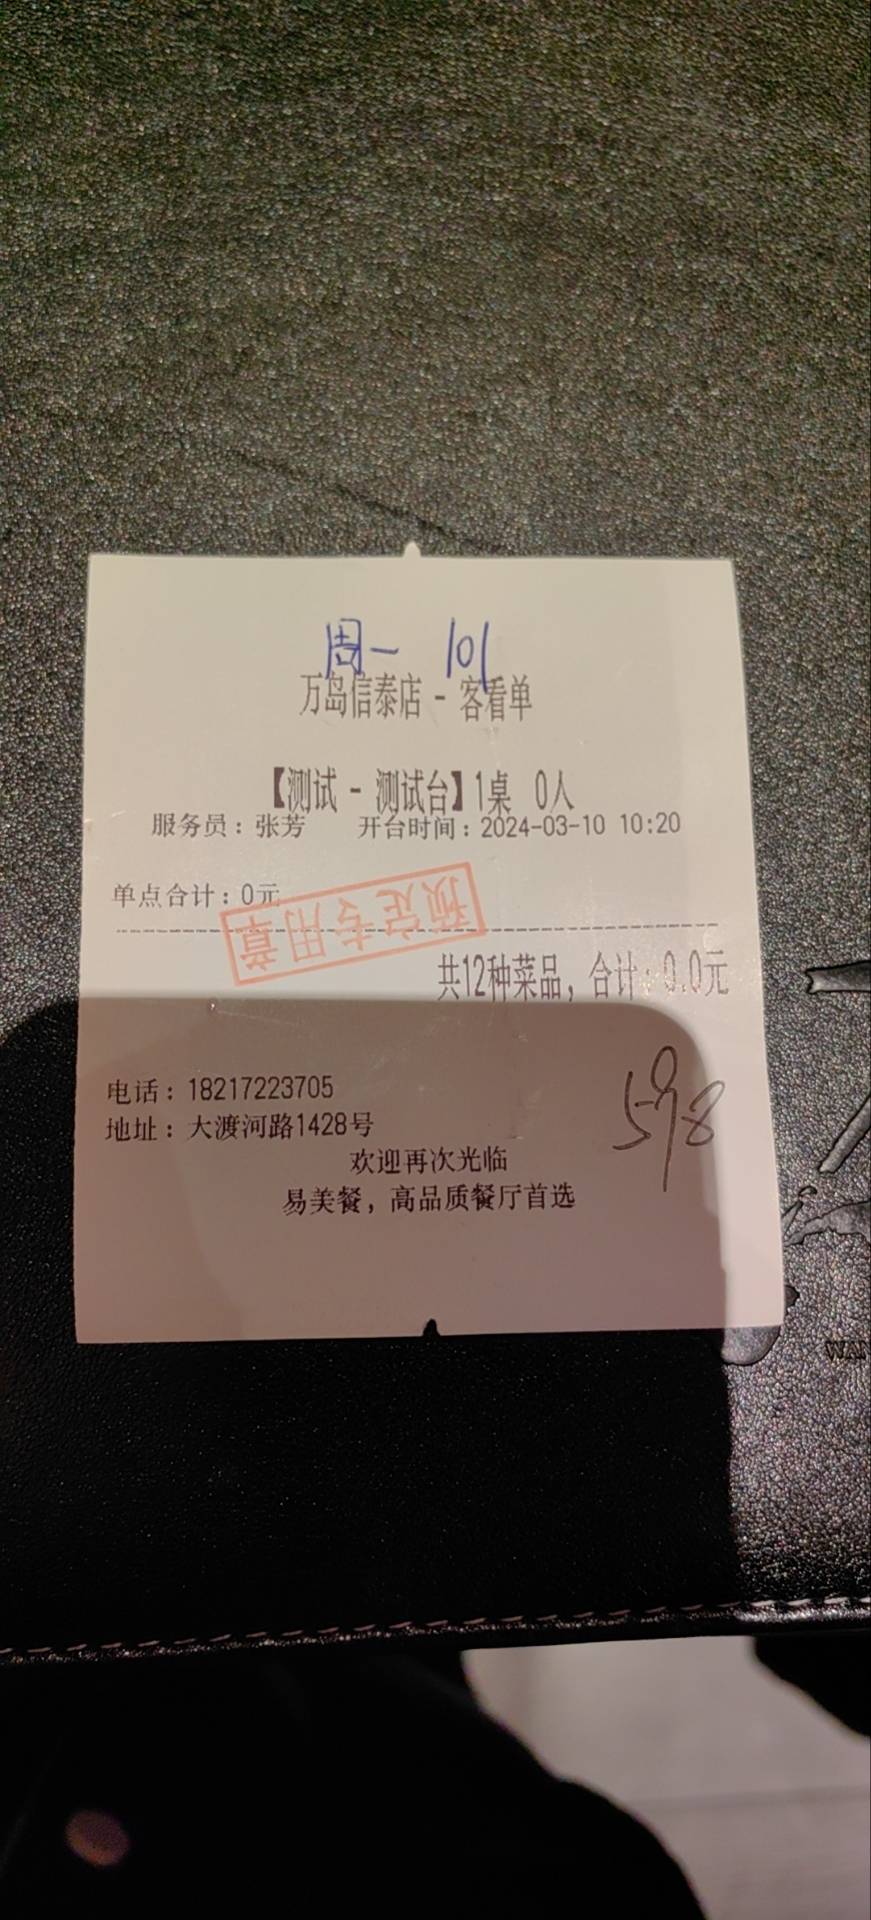 周一 101
万岛信泰店 - 客看单
【测试 - 测试台】1桌 0人
服务员：张芳 开台时间：2024-03-10 10:20
单点合计：0元
预定专用章
共12种菜品，合计：0.0元
电话：18217223705
地址：大渡河路1428号
598
欢迎再次光临
易美餐，高品质餐厅首选
WAN